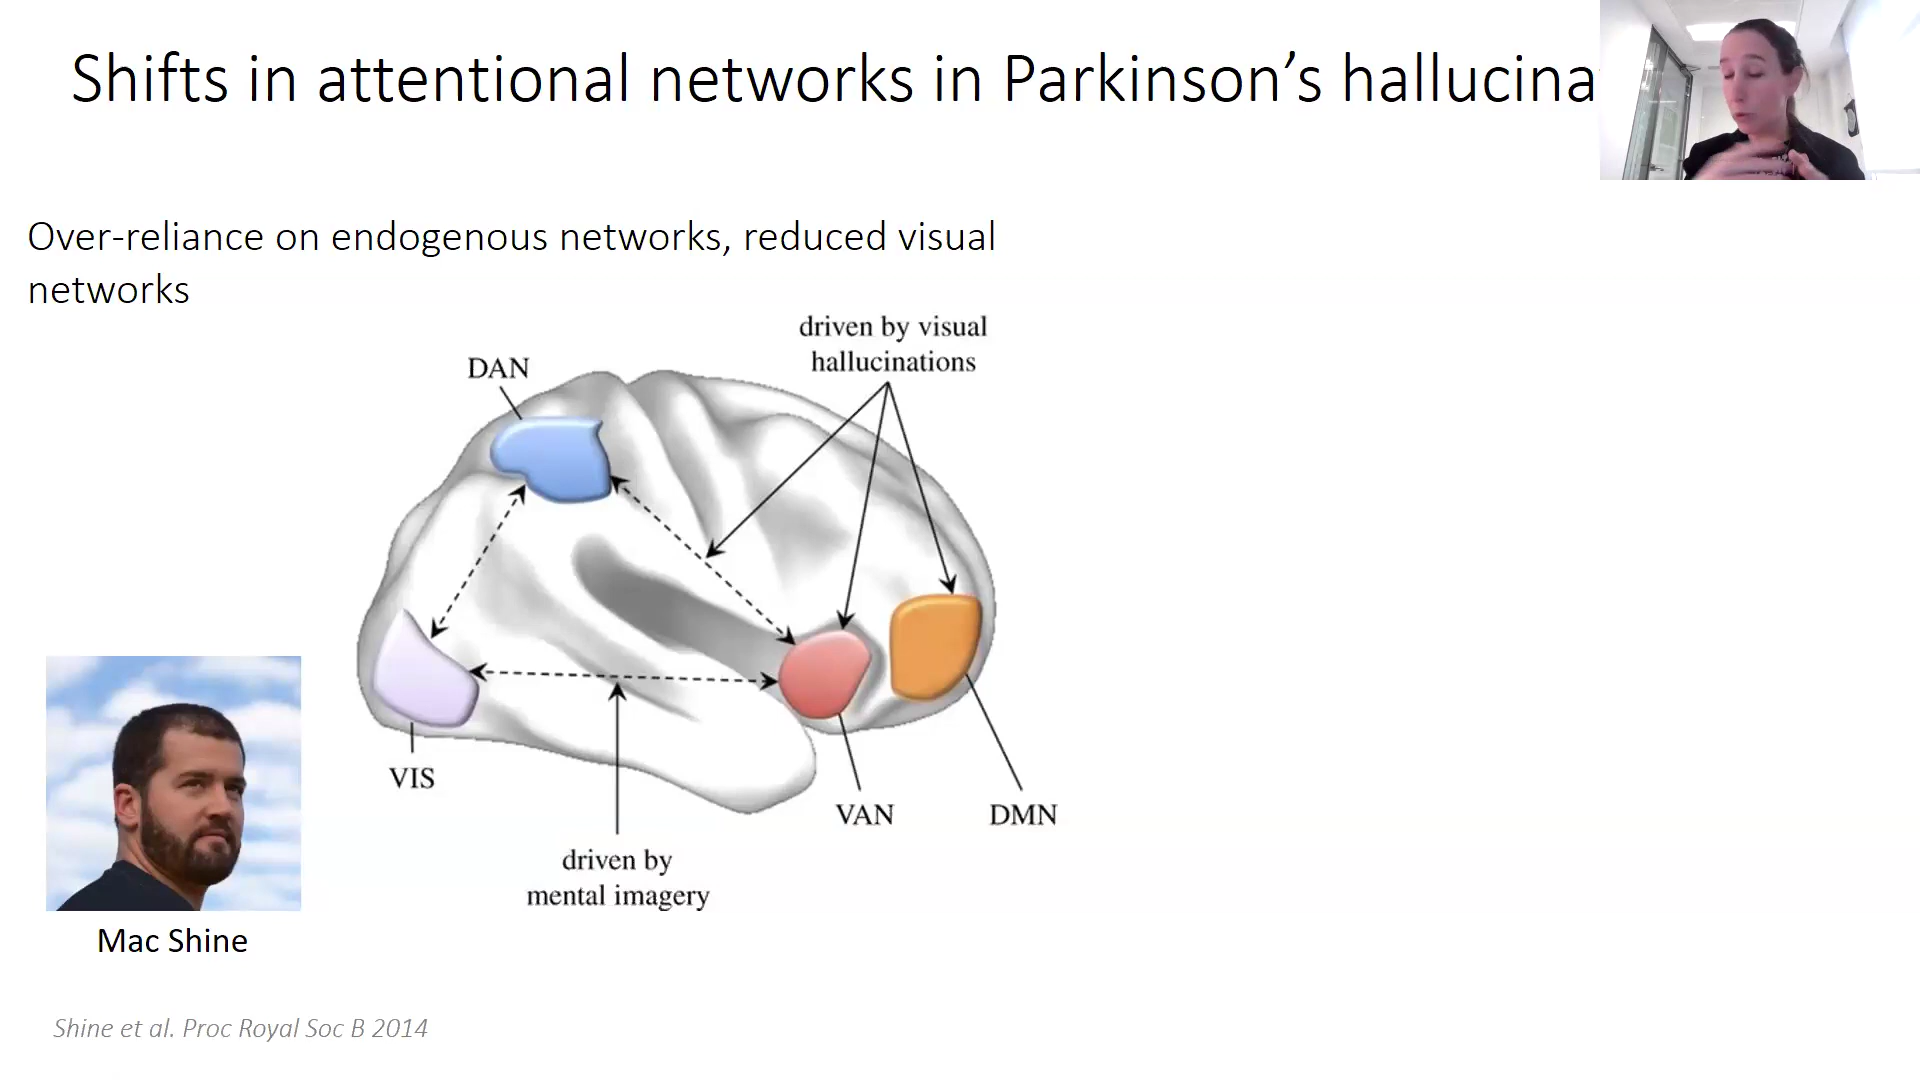 Shifts in attentional networks in Parkinson’s
Over-reliance on endogenous networks, reduced visual
networks
driven by visual
hallucinations
DAN
VIS
VAN
DMN
driven by
mental imagery
Mac Shine
Shine et al. Proc Royal Soc B 2014